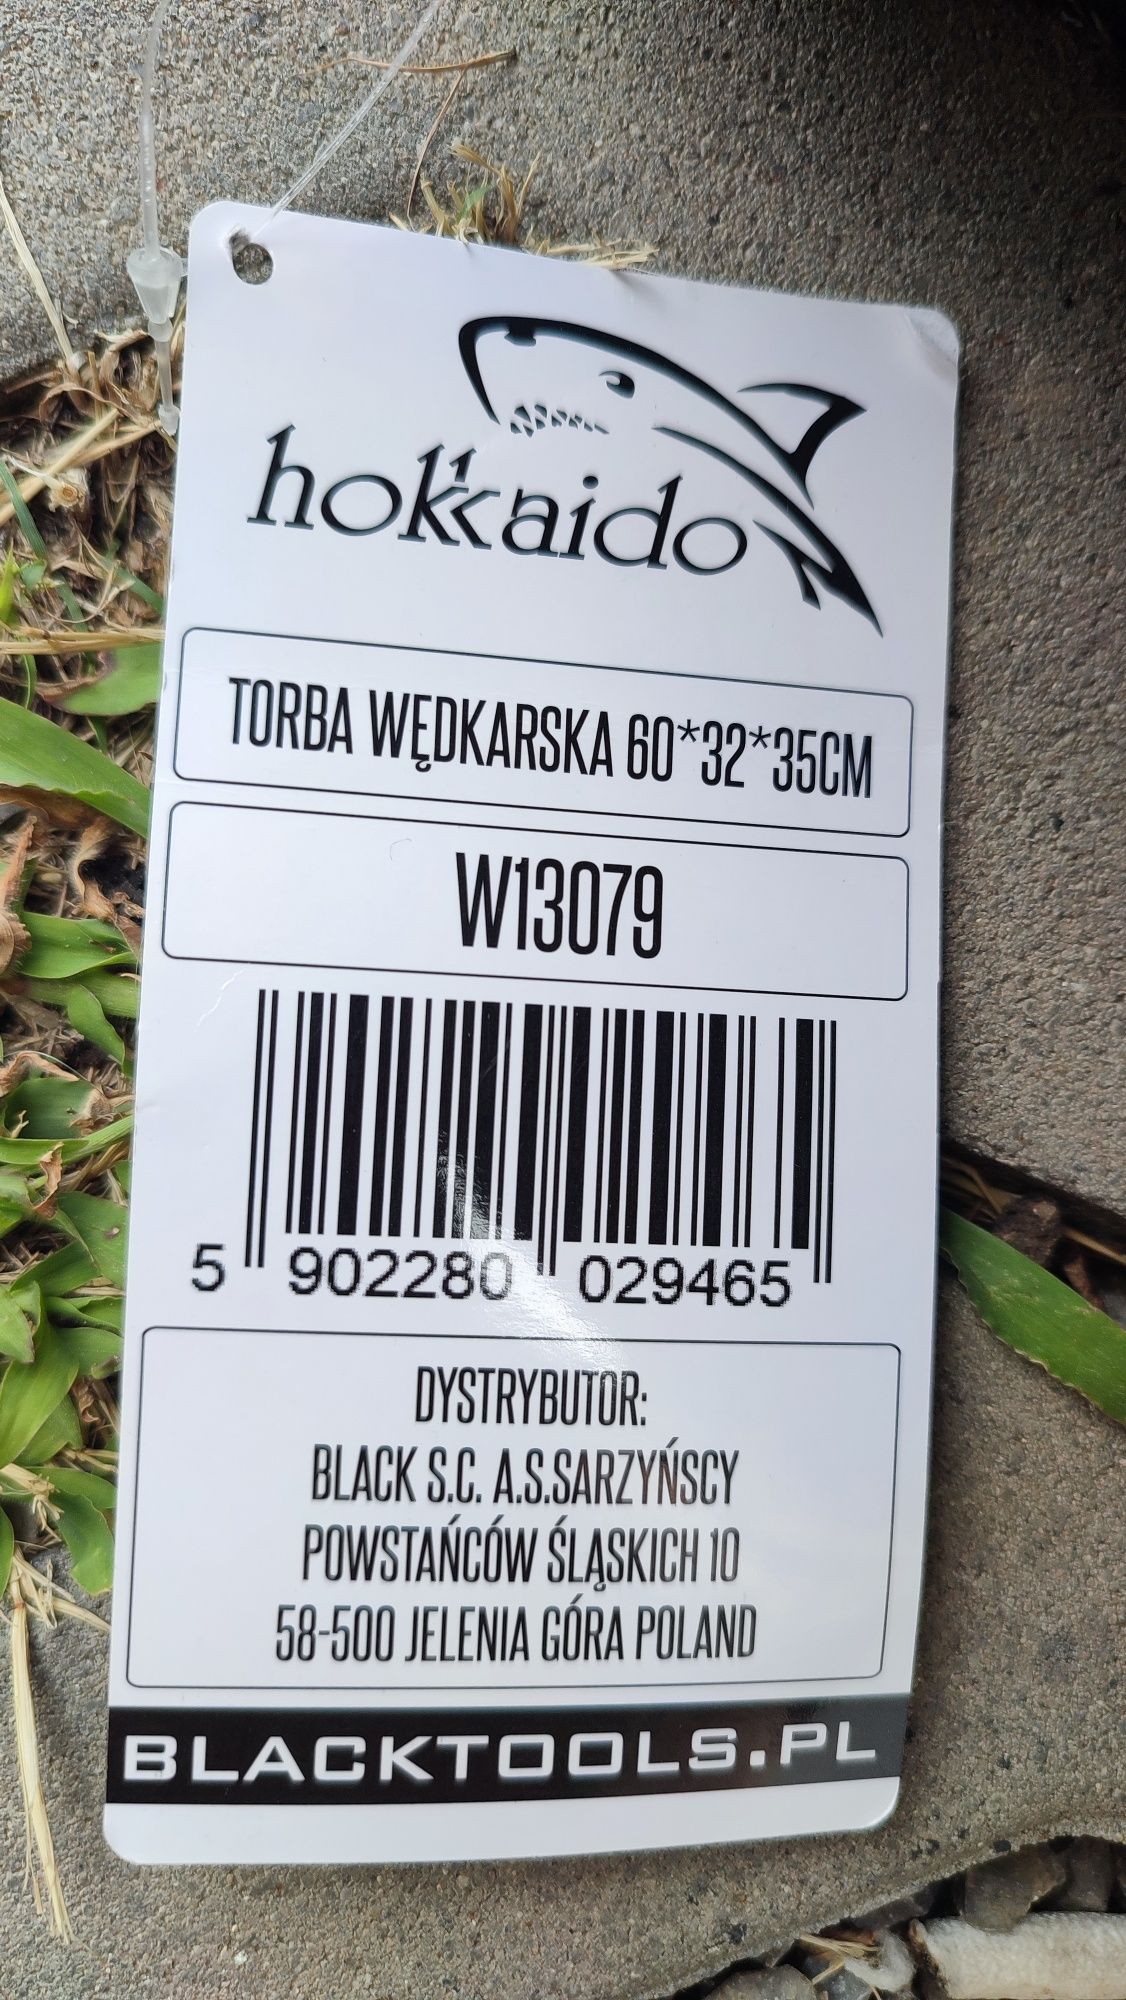 hokkaido
TORBA WĘDKARSKA 60*32*35CM
W13079
5 902280 029465
DYSTRYBUTOR:
BLACK S.C. A.S.SARZYŃSCY
POWSTAŃCÓW ŚLĄSKICH 10
58-500 JELENIA GÓRA POLAND
BLACKTOOLS.PL